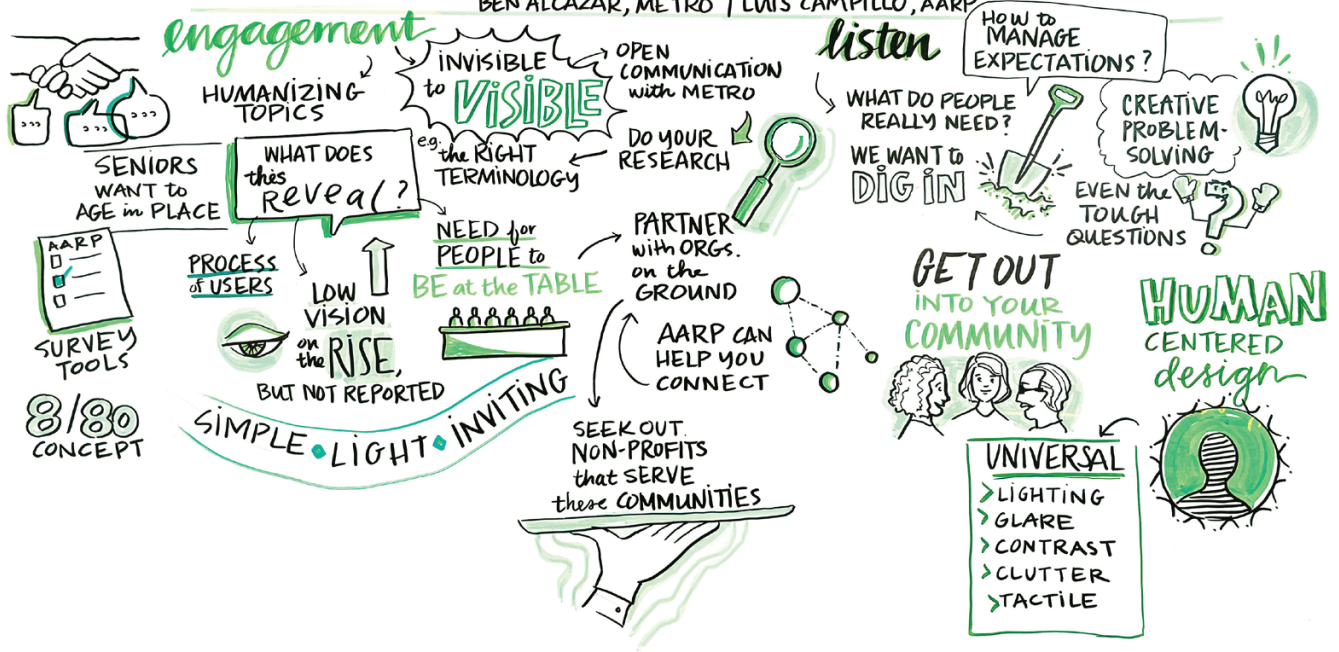 BEN ALCAZAR, METRO / LUIS CAMPILLO, AARP
engagement
HUMANIZING
TOPICS
INVISIBLE
to VISIBLE
OPEN
COMMUNICATION
with METRO
DO YOUR
RESEARCH
e.g. the RIGHT
TERMINOLOGY
SENIORS
WANT to
AGE in PLACE
WHAT DOES
this
REVEAL?
AARP
SURVEY
TOOLS
8/80
CONCEPT
PROCESS
of USERS
LOW
VISION
on
the RISE,
BUT NOT REPORTED
NEED for
PEOPLE to
BE at the TABLE
SIMPLE • LIGHT • INVITING
PARTNER
with ORGS.
on the
GROUND
AARP CAN
HELP YOU
CONNECT
SEEK OUT
NON-PROFITS
that SERVE
these COMMUNITIES
listen
HOW to
MANAGE
EXPECTATIONS?
WHAT DO PEOPLE
REALLY NEED?
WE WANT to
DIG IN
CREATIVE
PROBLEM-
SOLVING
EVEN the
TOUGH
QUESTIONS
?
GET OUT
INTO YOUR
COMMUNITY
HUMAN
CENTERED
design
UNIVERSAL
> LIGHTING
> GLARE
> CONTRAST
> CLUTTER
> TACTILE